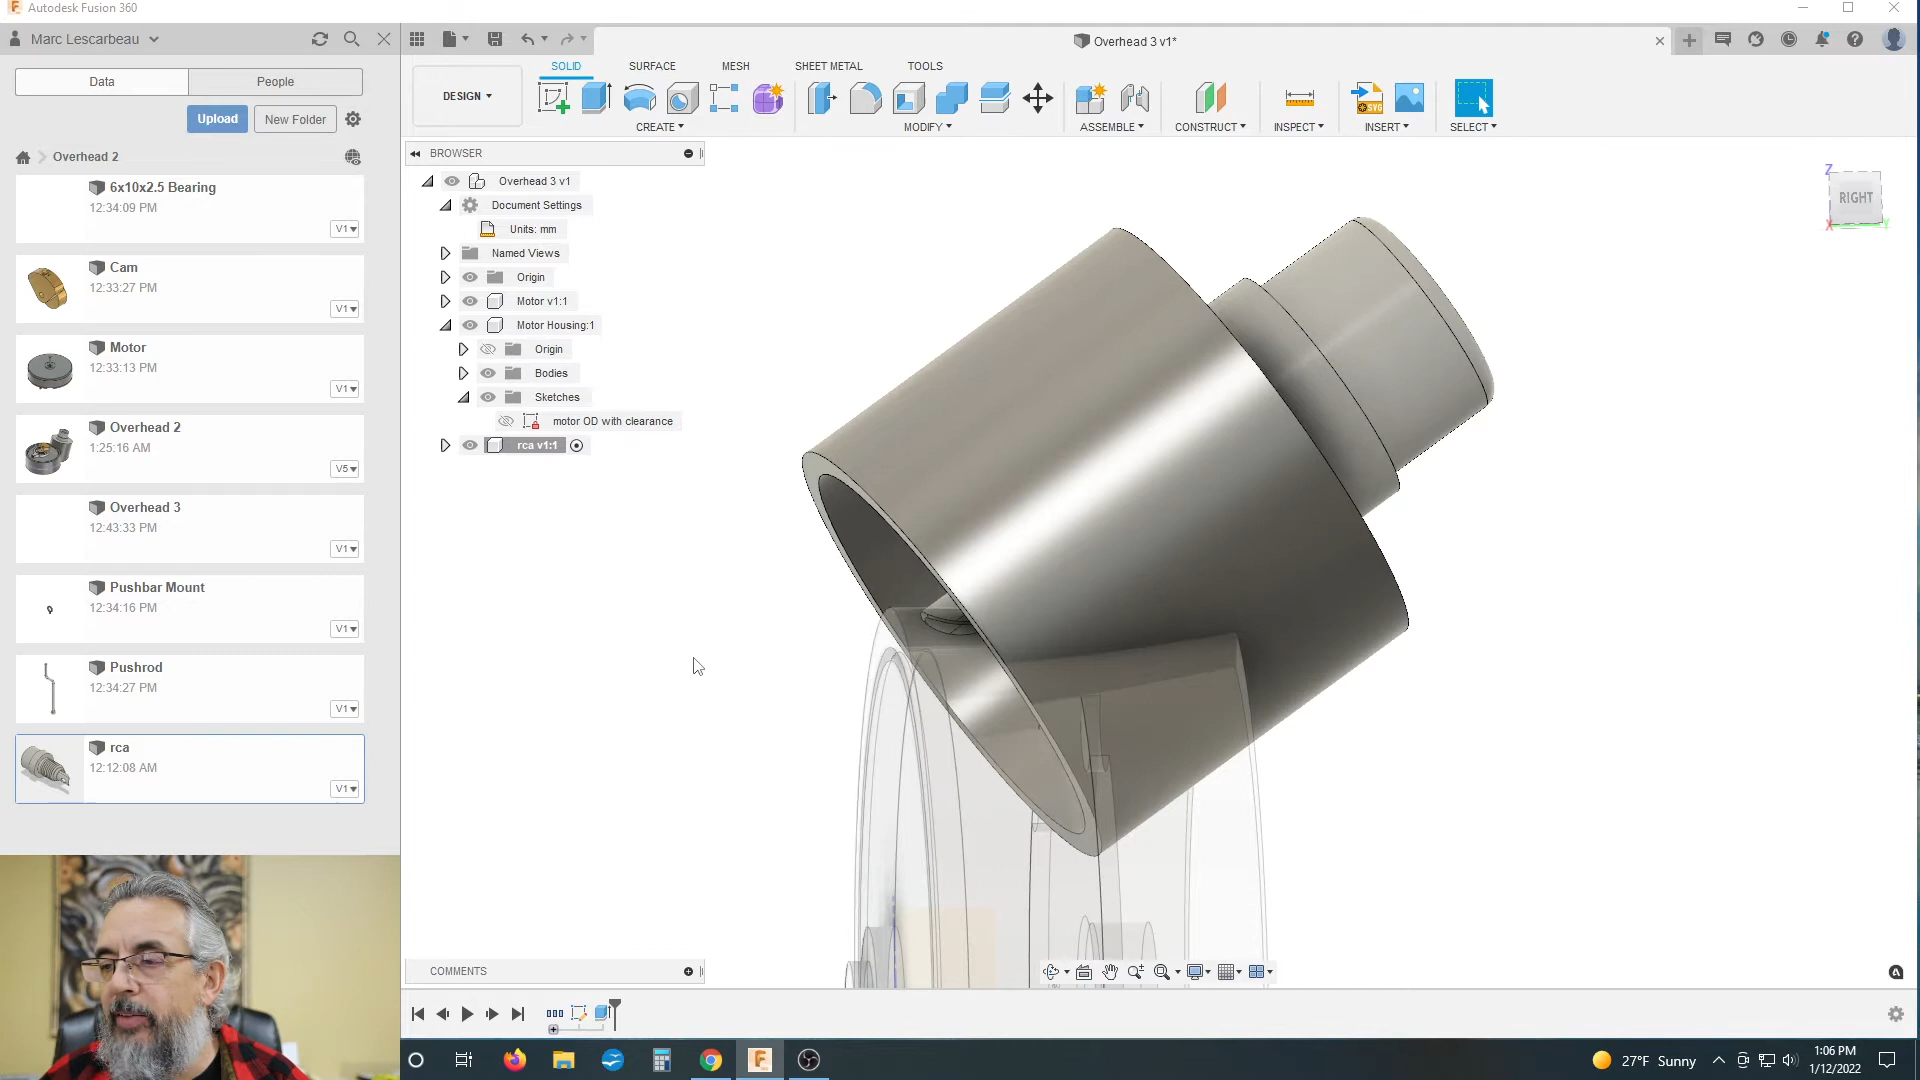 Autodesk Fusion 360
Marc Lescarbeau
Overhead 3 v1*
Data
People
Upload
New Folder
Overhead 2
6x10x2.5 Bearing
12:34:09 PM
V1
Cam
12:33:27 PM
V1
Motor
12:33:13 PM
V1
Overhead 2
1:25:16 AM
V5
Overhead 3
12:43:33 PM
V1
Pushbar Mount
12:34:16 PM
V1
Pushrod
12:34:27 PM
V1
rca
12:12:08 AM
V1
SOLID
SURFACE
MESH
SHEET METAL
TOOLS
DESIGN
CREATE
MODIFY
ASSEMBLE
CONSTRUCT
INSPECT
INSERT
SELECT
SVG
BROWSER
Overhead 3 v1
Document Settings
Units: mm
Named Views
Origin
Motor v1:1
Motor Housing:1
Origin
Bodies
Sketches
motor OD with clearance
rca v1:1
Z
RIGHT
X
Y
COMMENTS
27°F Sunny
1:06 PM
1/12/2022